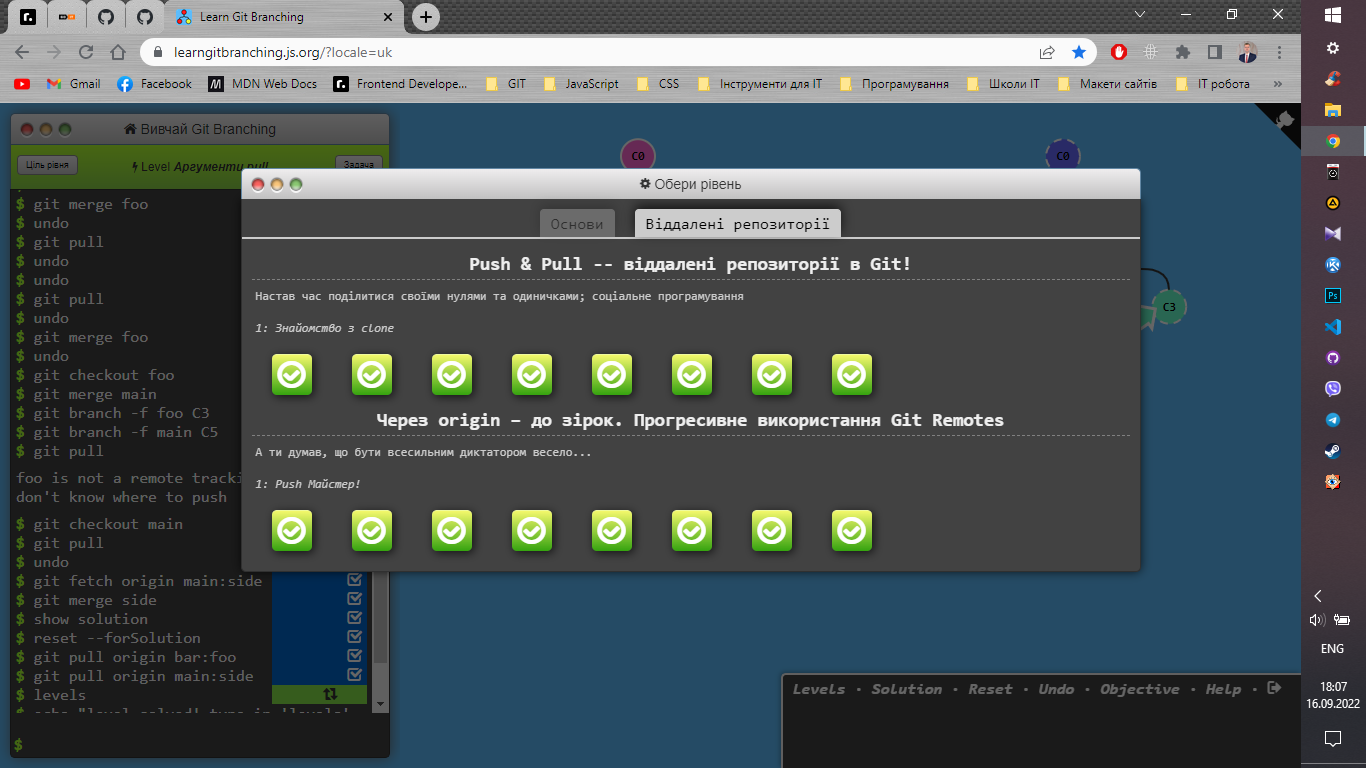 Learn Git Branching
learngitbranching.js.org/?locale=uk
Gmail
Facebook
MDN Web Docs
Frontend Develope...
GIT
JavaScript
CSS
Інструменти для IT
Програмування
Школи IT
Макети сайтів
IT робота
»
Вивчай Git Branching
Ціль рівня
Level Аргументи pull
Задача
$ git merge foo
$ undo
$ git pull
$ undo
$ undo
$ git pull
$ undo
$ git merge foo
$ undo
$ git checkout foo
$ git merge main
$ git branch -f foo C3
$ git branch -f main C5
$ git pull
foo is not a remote tracki
don't know where to push
$ git checkout main
$ git pull
$ undo
$ git fetch origin main:side
$ git merge side
$ show solution
$ reset --forSolution
$ git pull origin bar:foo
$ git pull origin main:side
$ levels
$ echo "level solved! type in 'levels'
$
C0
C0
C3
Обери рівень
Основи
Віддалені репозиторії
Push & Pull -- віддалені репозиторії в Git!
Настав час поділитися своїми нулями та одиничками; соціальне програмування
1: Знайомство з clone
Через origin – до зірок. Прогресивне використання Git Remotes
А ти думав, що бути всесильним диктатором весело...
1: Push Майстер!
Levels · Solution · Reset · Undo · Objective · Help ·
Ps
ENG
18:07
16.09.2022